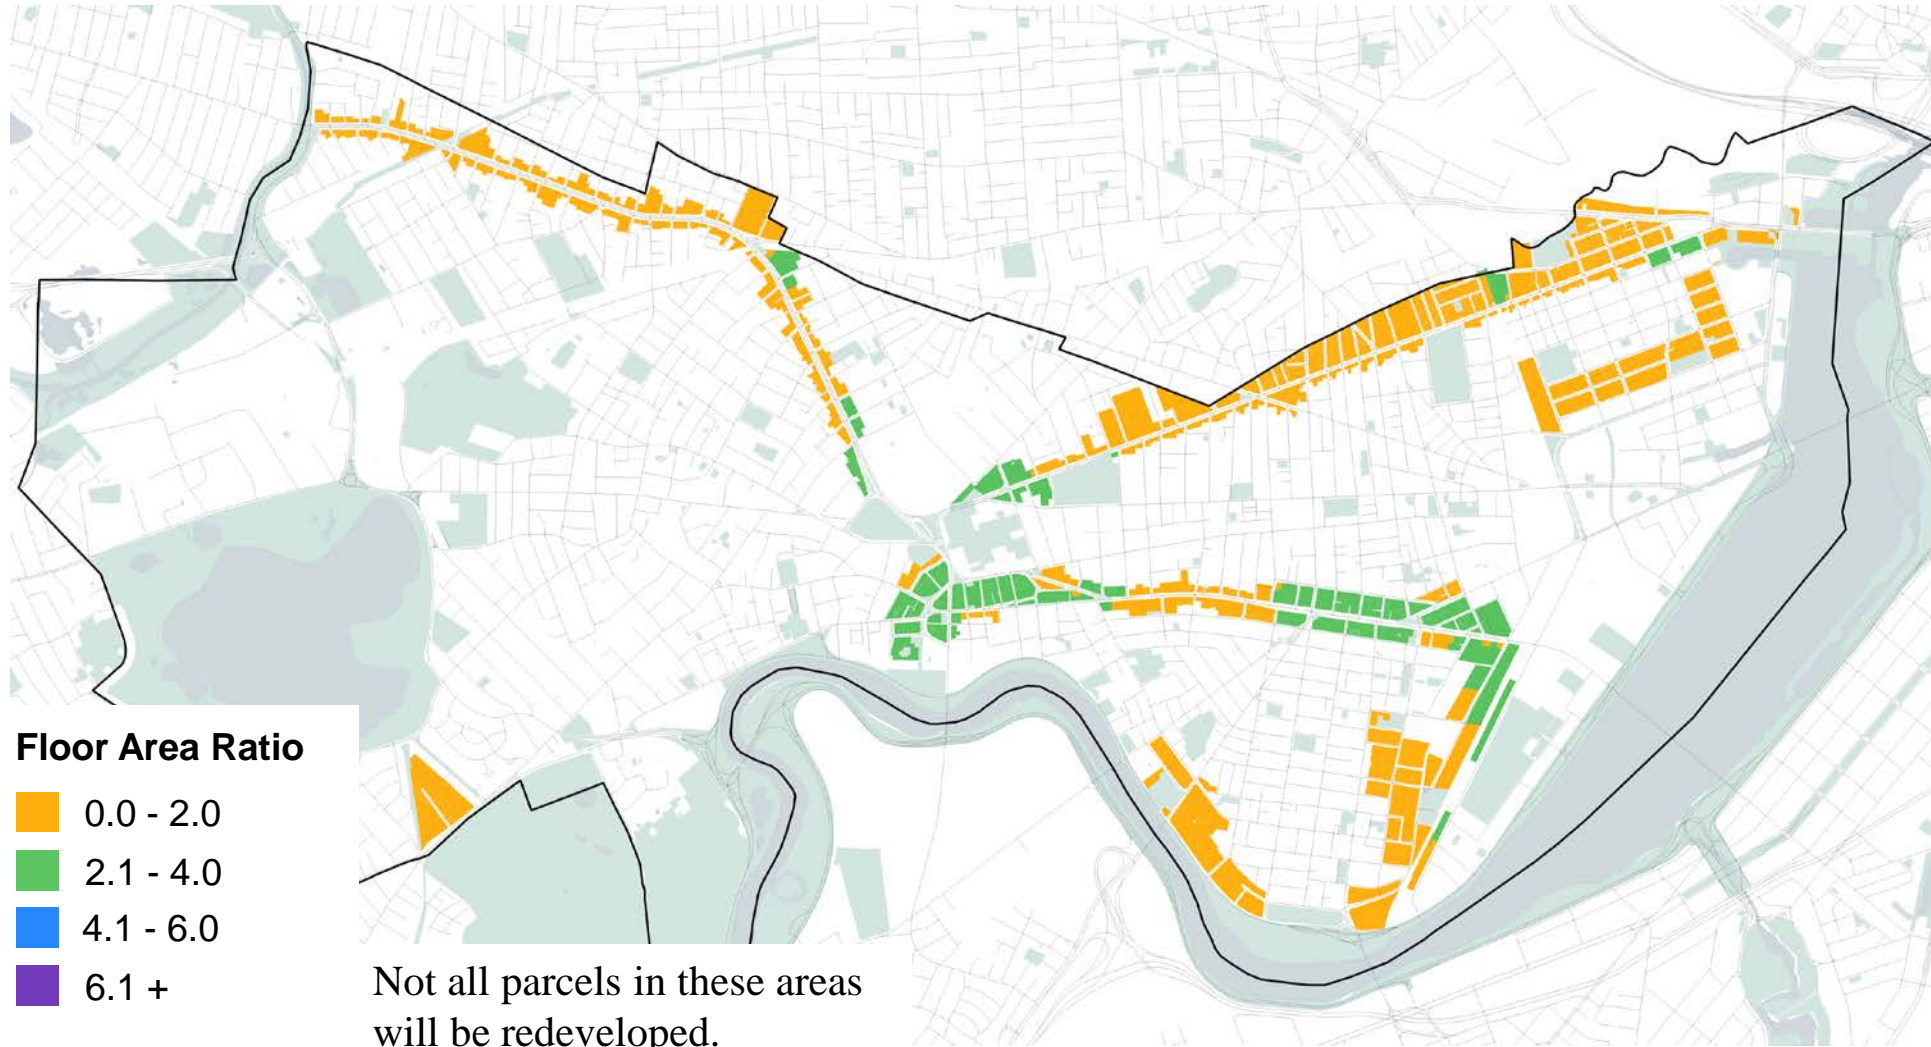 Floor Area Ratio
0.0 - 2.0
2.1 - 4.0
4.1 - 6.0
6.1 +
Not all parcels in these areas
will be redeveloped.